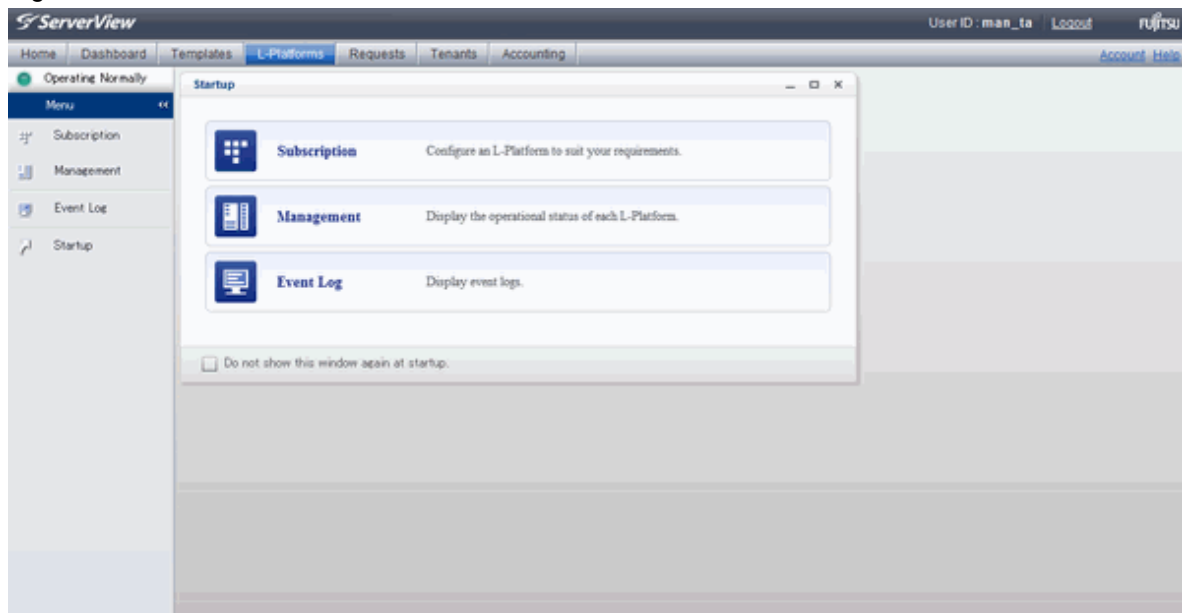 ServerView User ID : man_ta Logout FUJITSU
Home Dashboard Templates L-Platforms Requests Tenants Accounting Account Help
Operating Normally
Menu
Subscription
Management
Event Log
Startup
Startup
Subscription Configure an L-Platform to suit your requirements.
Management Display the operational status of each L-Platform.
Event Log Display event logs.
Do not show this window again at startup.